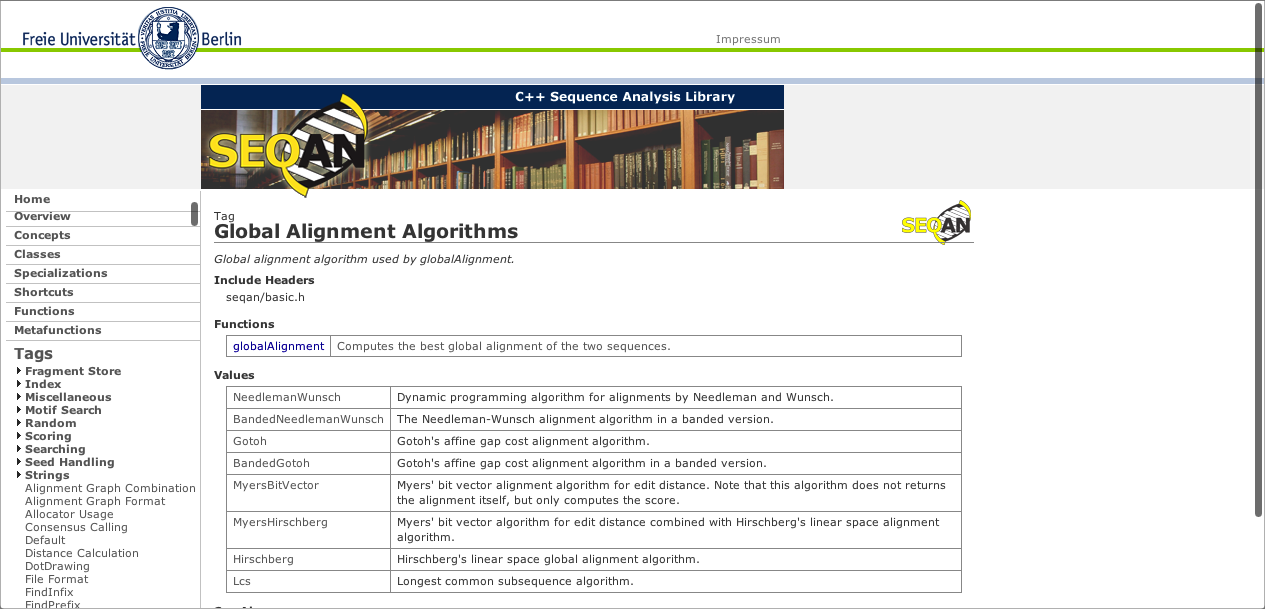 Freie Universität Berlin
Impressum
C++ Sequence Analysis Library
SEQAN
Home
Overview
Concepts
Classes
Specializations
Shortcuts
Functions
Metafunctions
Tags
Fragment Store
Index
Miscellaneous
Motif Search
Random
Scoring
Searching
Seed Handling
Strings
Alignment Graph Combination
Alignment Graph Format
Allocator Usage
Consensus Calling
Default
Distance Calculation
DotDrawing
File Format
FindInfix
FindPrefix
Tag
Global Alignment Algorithms
SEQAN
Global alignment algorithm used by globalAlignment.
Include Headers
seqan/basic.h
Functions
globalAlignment Computes the best global alignment of the two sequences.
Values
NeedlemanWunsch Dynamic programming algorithm for alignments by Needleman and Wunsch.
BandedNeedlemanWunsch The Needleman-Wunsch alignment algorithm in a banded version.
Gotoh Gotoh's affine gap cost alignment algorithm.
BandedGotoh Gotoh's affine gap cost alignment algorithm in a banded version.
MyersBitVector Myers' bit vector alignment algorithm for edit distance. Note that this algorithm does not returns
the alignment itself, but only computes the score.
MyersHirschberg Myers' bit vector algorithm for edit distance combined with Hirschberg's linear space alignment
algorithm.
Hirschberg Hirschberg's linear space global alignment algorithm.
Lcs Longest common subsequence algorithm.